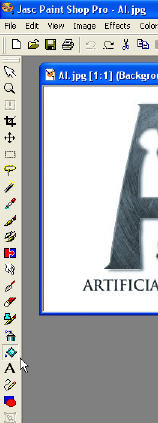 Jasc Paint Shop Pro - AI.jpg
File Edit View Image Effects Colo
AI.jpg [1:1] (Backgrou
A
ARTIFICIA
A